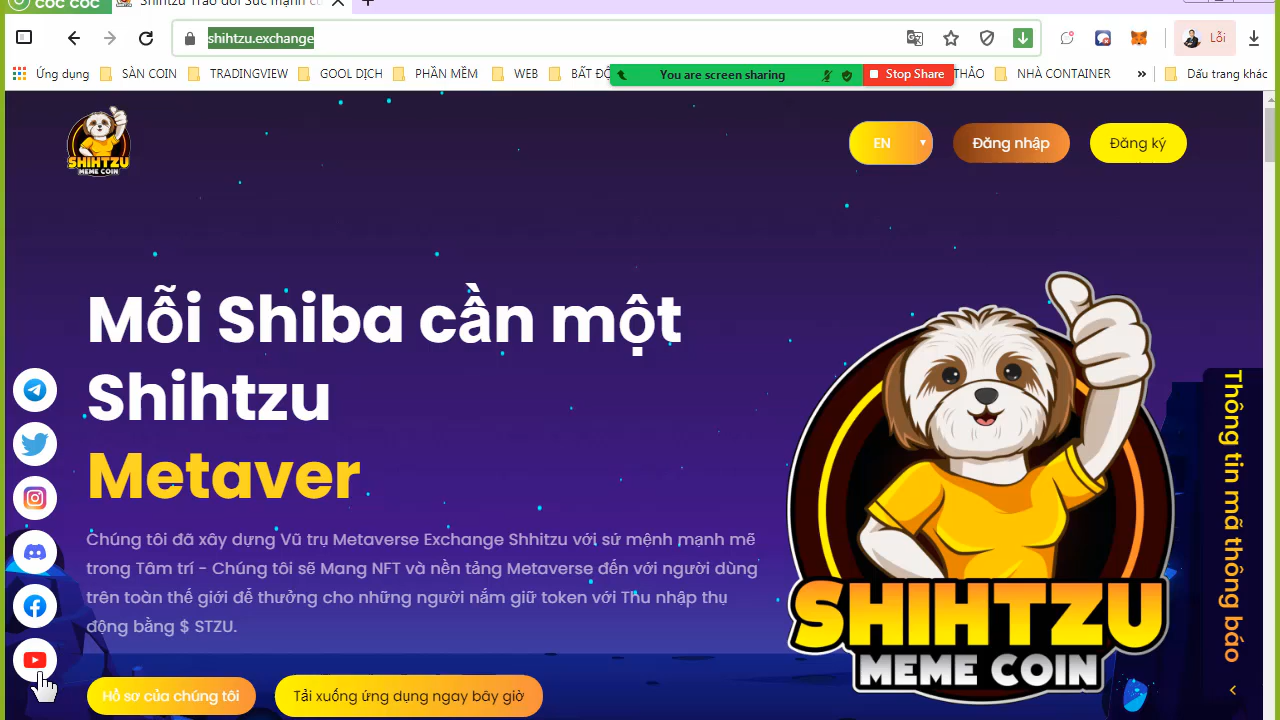 cốc cốc
Shihtzu Trao đổi Sức mạnh c
shihtzu.exchange
Lỗi
Ứng dụng
SÀN COIN
TRADINGVIEW
GOOL DỊCH
PHẦN MỀM
WEB
BẤT ĐỘ
You are screen sharing
Stop Share
THẢO
NHÀ CONTAINER
»
Dấu trang khác
SHIHTZU
MEME COIN
EN
Đăng nhập
Đăng ký
Mỗi Shiba cần một
Shihtzu
Metaver
Chúng tôi đã xây dựng Vũ trụ Metaverse Exchange Shhitzu với sứ mệnh mạnh mẽ
trong Tâm trí - Chúng tôi sẽ Mang NFT và nền tảng Metaverse đến với người dùng
trên toàn thế giới để thưởng cho những người nắm giữ token với Thu nhập thụ
động bằng $ STZU.
Hồ sơ của chúng tôi
Tải xuống ứng dụng ngay bây giờ
SHIHTZU
MEME COIN
Thông tin mã thông báo